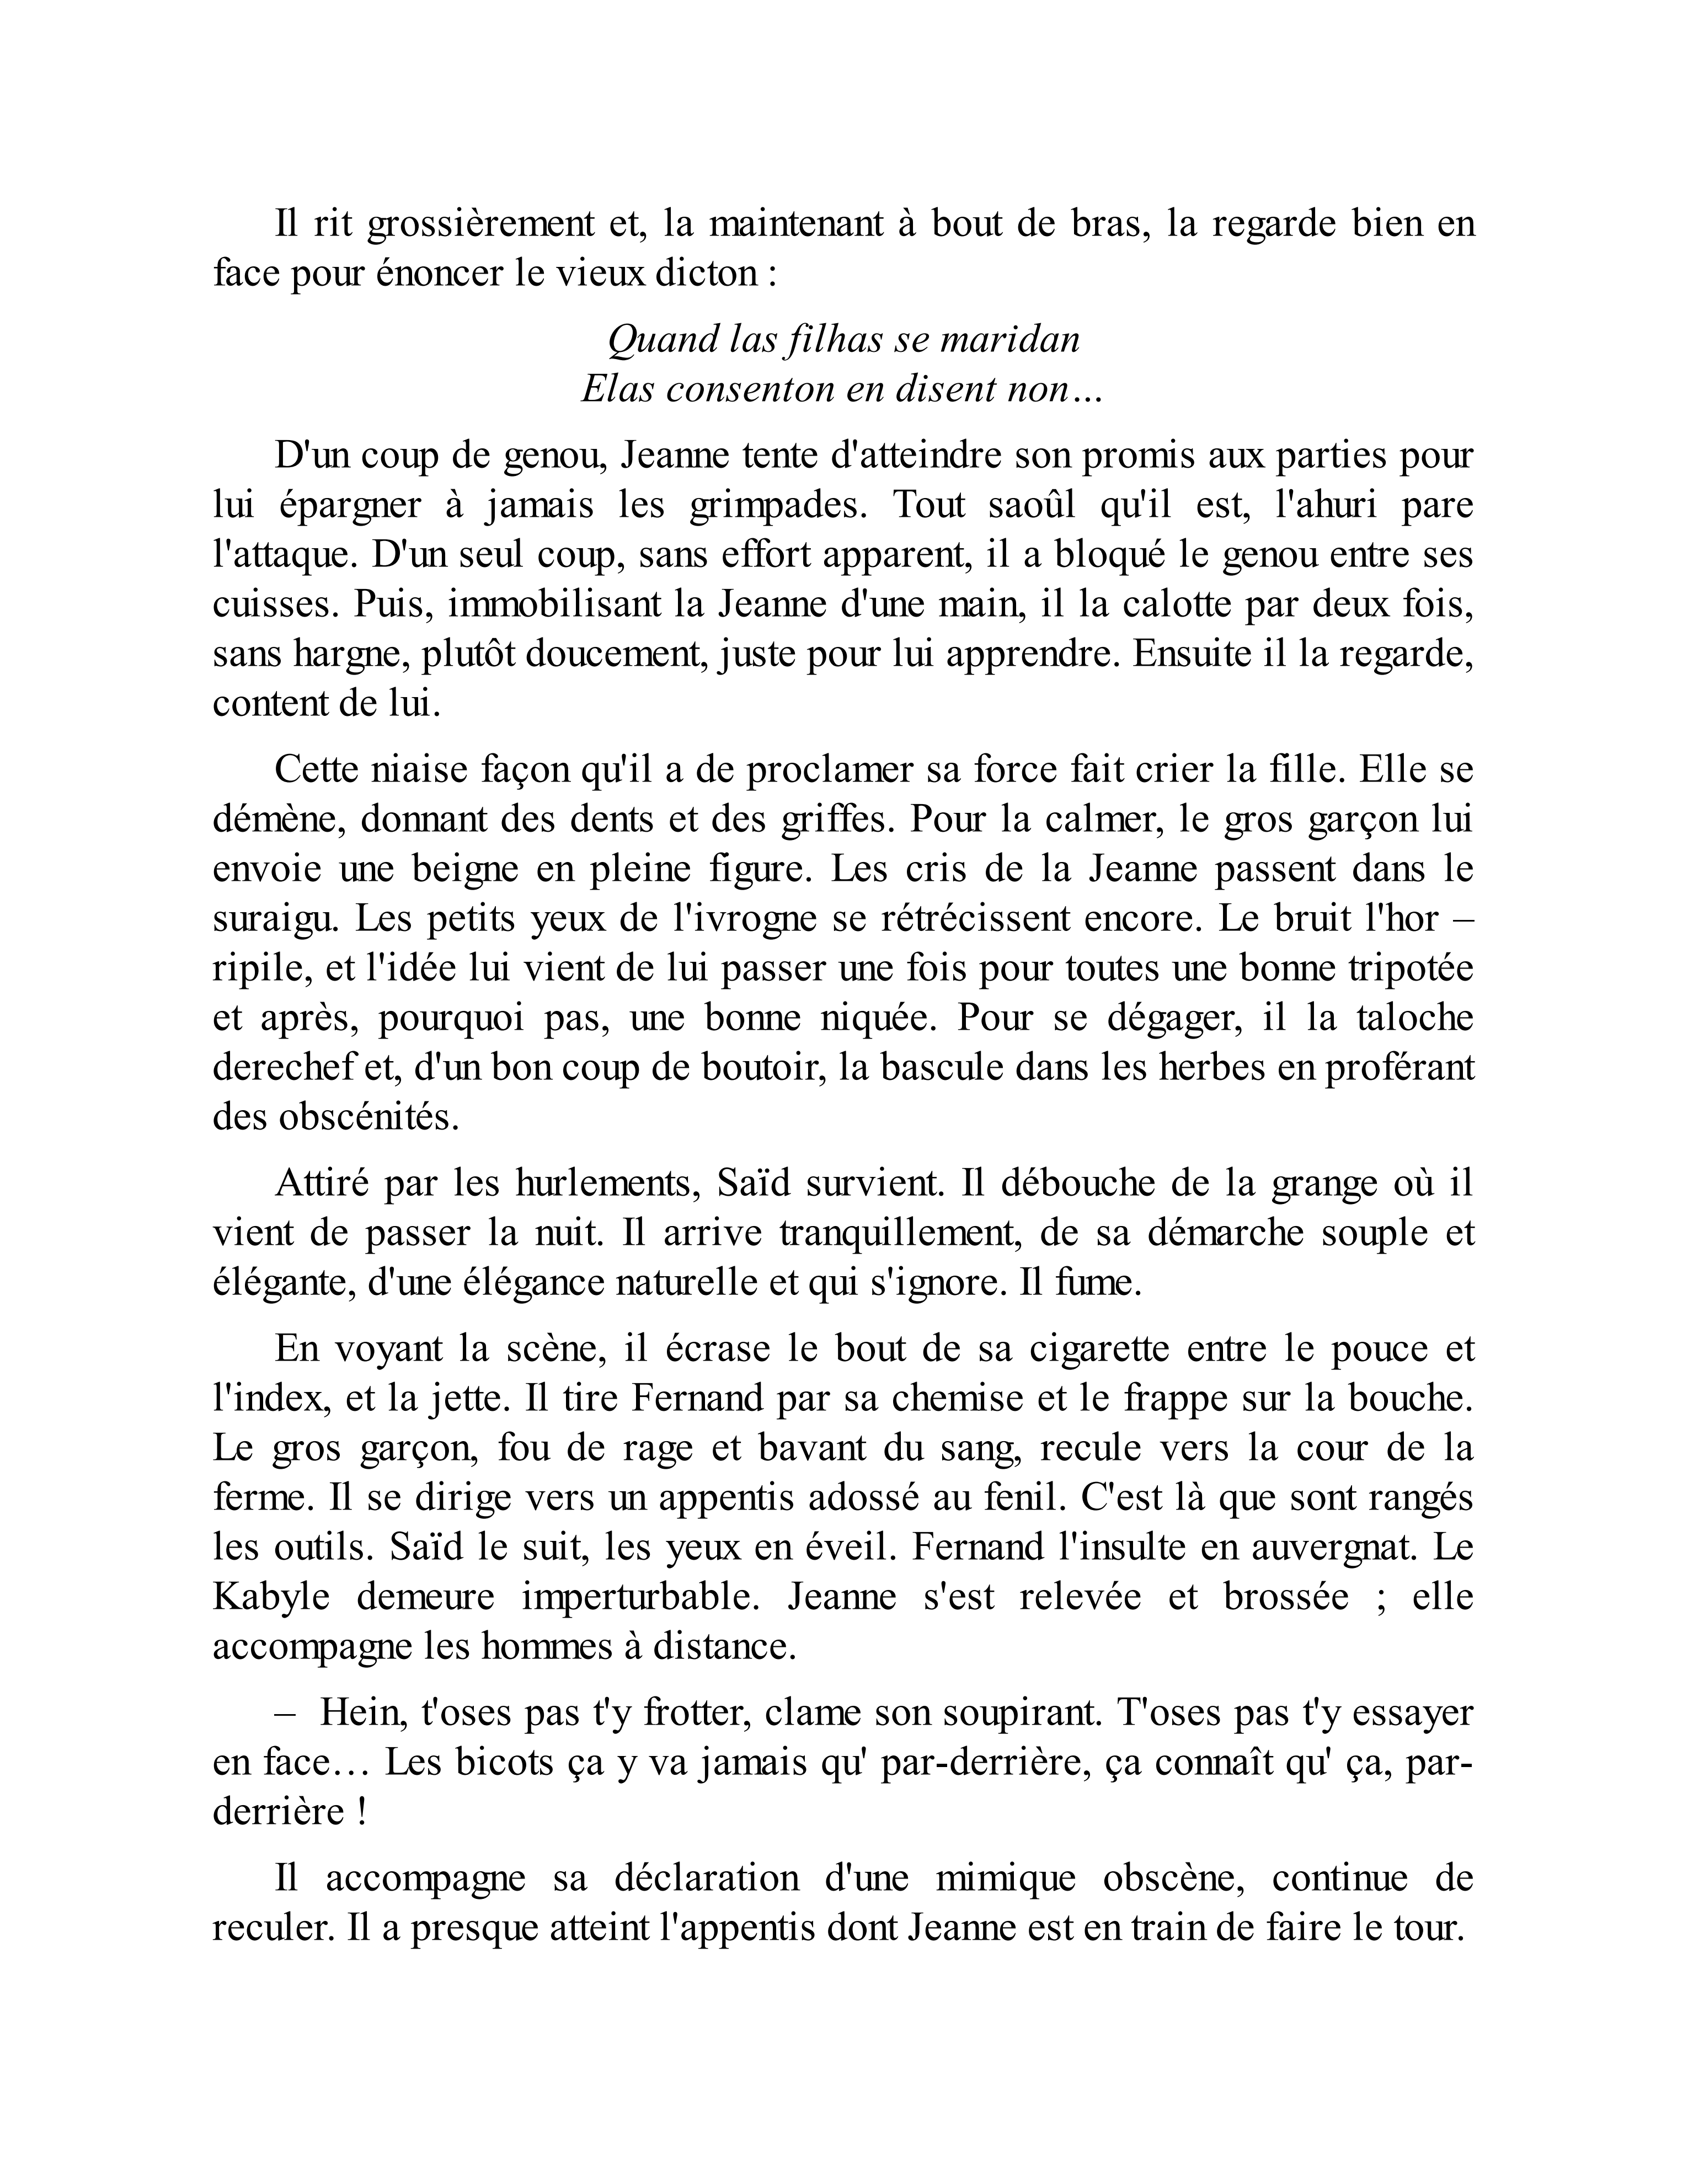 Il rit grossièrement et, la maintenant à bout de bras, la regarde bien en
face pour énoncer le vieux dicton :
Quand las filhas se maridan
Elas consenton en disent non…
D'un coup de genou, Jeanne tente d'atteindre son promis aux parties pour
lui épargner à jamais les grimpades. Tout saoûl qu'il est, l'ahuri pare
l'attaque. D'un seul coup, sans effort apparent, il a bloqué le genou entre ses
cuisses. Puis, immobilisant la Jeanne d'une main, il la calotte par deux fois,
sans hargne, plutôt doucement, juste pour lui apprendre. Ensuite il la regarde,
content de lui.
Cette niaise façon qu'il a de proclamer sa force fait crier la fille. Elle se
démène, donnant des dents et des griffes. Pour la calmer, le gros garçon lui
envoie une beigne en pleine figure. Les cris de la Jeanne passent dans le
suraigu. Les petits yeux de l'ivrogne se rétrécissent encore. Le bruit l'hor –
ripile, et l'idée lui vient de lui passer une fois pour toutes une bonne tripotée
et après, pourquoi pas, une bonne niquée. Pour se dégager, il la taloche
derechef et, d'un bon coup de boutoir, la bascule dans les herbes en proférant
des obscénités.
Attiré par les hurlements, Saïd survient. Il débouche de la grange où il
vient de passer la nuit. Il arrive tranquillement, de sa démarche souple et
élégante, d'une élégance naturelle et qui s'ignore. Il fume.
En voyant la scène, il écrase le bout de sa cigarette entre le pouce et
l'index, et la jette. Il tire Fernand par sa chemise et le frappe sur la bouche.
Le gros garçon, fou de rage et bavant du sang, recule vers la cour de la
ferme. Il se dirige vers un appentis adossé au fenil. C'est là que sont rangés
les outils. Saïd le suit, les yeux en éveil. Fernand l'insulte en auvergnat. Le
Kabyle demeure imperturbable. Jeanne s'est relevée et brossée ; elle
accompagne les hommes à distance.
– Hein, t'oses pas t'y frotter, clame son soupirant. T'oses pas t'y essayer
en face… Les bicots ça y va jamais qu' par-derrière, ça connaît qu' ça, par-
derrière !
Il accompagne sa déclaration d'une mimique obscène, continue de
reculer. Il a presque atteint l'appentis dont Jeanne est en train de faire le tour.